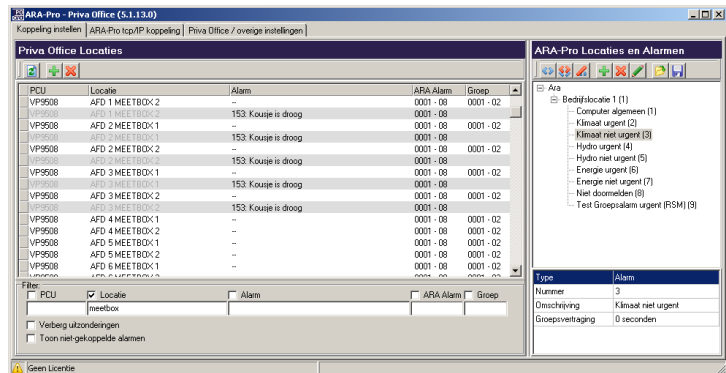 ARA-Pro - Priva Office (5.1.13.0)
Koppeling instellen ARA-Pro tcp/IP koppeling Priva Office / overige instellingen
Priva Office Locaties
PCU Locatie Alarm ARA Alarm Groep
VP9508 AFD 1 MEETBOX 2 -- 0001 - 08 0001 - 02
VP9508 AFD 1 MEETBOX 2 153: Kousje is droog 0001 - 08
VP9508 AFD 2 MEETBOX 1 -- 0001 - 08 0001 - 02
VP9508 AFD 2 MEETBOX 1 153: Kousje is droog 0001 - 08
VP9508 AFD 2 MEETBOX 2 -- 0001 - 08 0001 - 02
VP9508 AFD 2 MEETBOX 2 153: Kousje is droog 0001 - 08
VP9508 AFD 3 MEETBOX 1 -- 0001 - 08 0001 - 02
VP9508 AFD 3 MEETBOX 1 153: Kousje is droog 0001 - 08
VP9508 AFD 3 MEETBOX 2 -- 0001 - 08 0001 - 02
VP9508 AFD 3 MEETBOX 2 153: Kousje is droog 0001 - 08
VP9508 AFD 4 MEETBOX 1 -- 0001 - 08 0001 - 02
VP9508 AFD 4 MEETBOX 2 -- 0001 - 08 0001 - 02
VP9508 AFD 5 MEETBOX 1 -- 0001 - 08 0001 - 02
VP9508 AFD 5 MEETBOX 2 -- 0001 - 08 0001 - 02
VP9508 AFD 6 MEETBOX 1 -- 0001 - 08 0001 - 02
Filter:
PCU Locatie Alarm ARA Alarm Groep
meetbox
Verberg uitzonderingen
Toon niet-gekoppelde alarmen
Geen Licentie
ARA-Pro Locaties en Alarmen
Ara
Bedrijfslocatie 1 (1)
Computer algemeen (1)
Klimaat urgent (2)
Klimaat niet urgent (3)
Hydro urgent (4)
Hydro niet urgent (5)
Energie urgent (6)
Energie niet urgent (7)
Niet doormelden (8)
Test Groepsalarm urgent (RSM) (9)
Type Alarm
Nummer 3
Omschrijving Klimaat niet urgent
Groepsvertraging 0 seconden